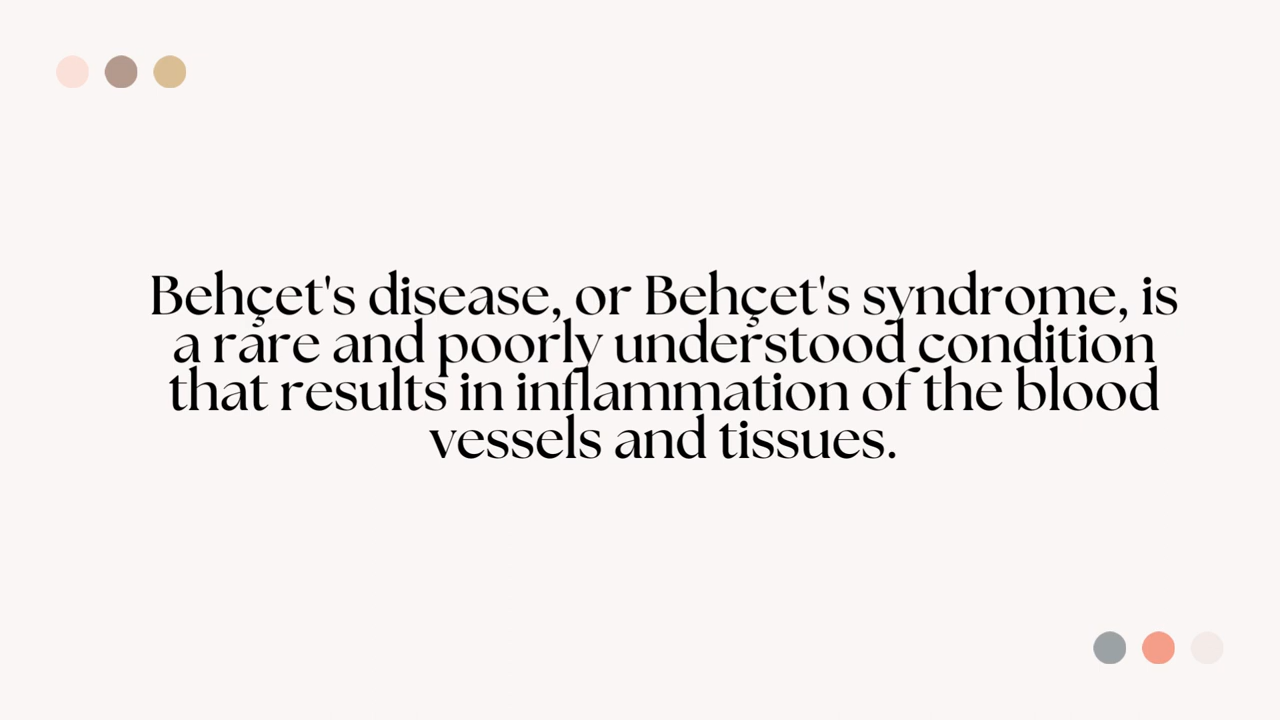 Behçet's disease, or Behçet's syndrome, is
a rare and poorly understood condition
that results in inflammation of the blood
vessels and tissues.